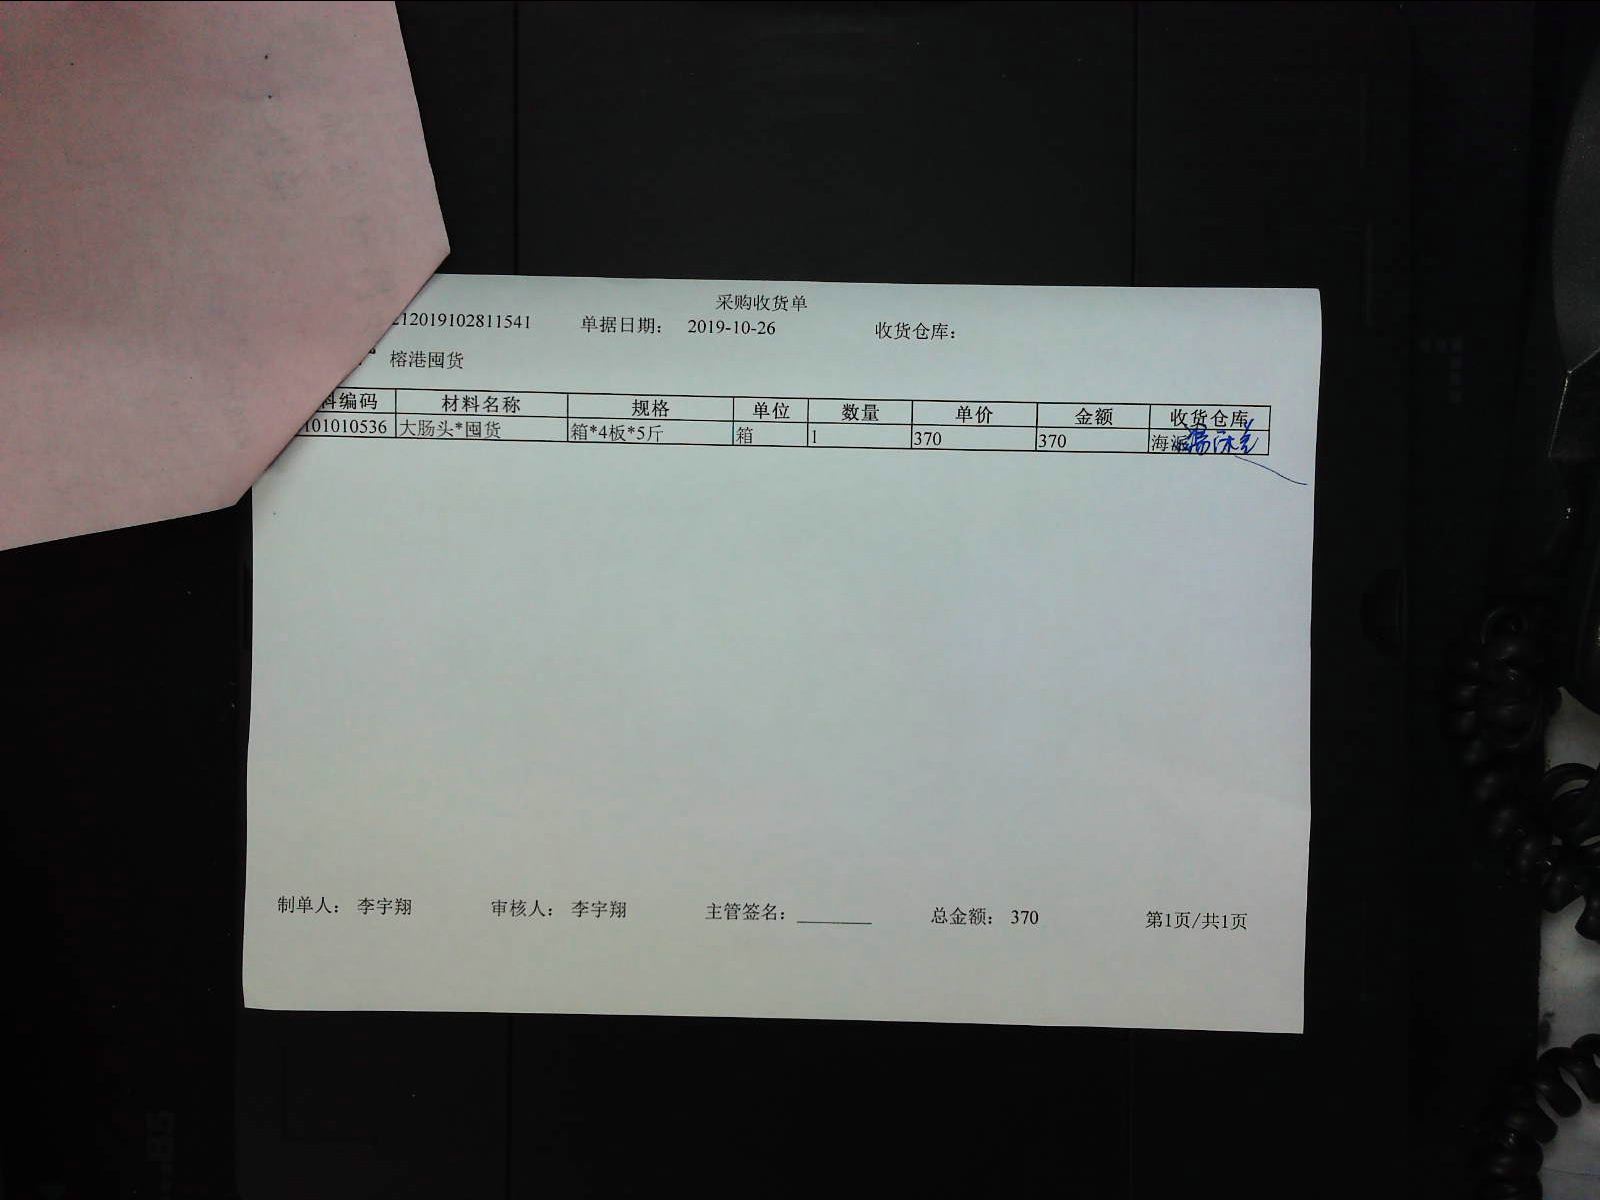 采购收货单
212019102811541 单据日期： 2019-10-26 收货仓库：
榕港囤货
料编码 材料名称 规格 单位 数量 单价 金额 收货仓库
101010536 大肠头*囤货 箱*4板*5斤 箱 1 370 370 海
制单人： 李宇翔 审核人： 李宇翔 主管签名： 总金额： 370 第1页/共1页